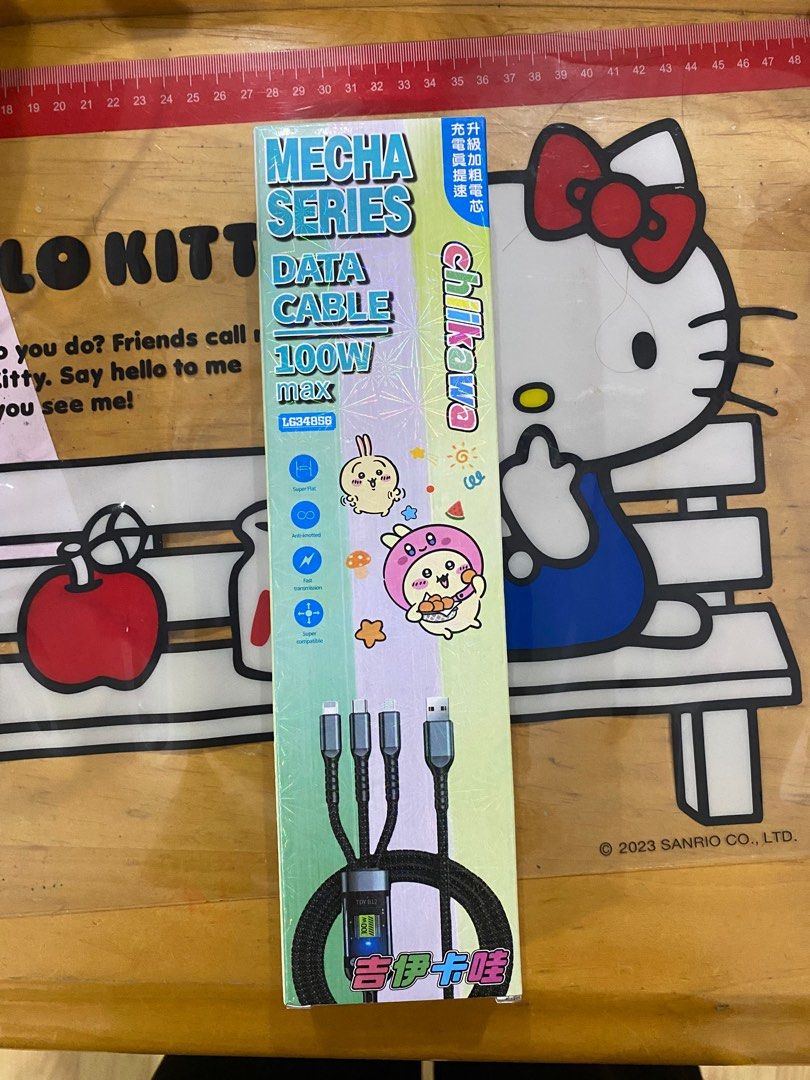 18 19 20 21 22 23 24 25 26 27 28 29 30 31 32 33 34 35 36 37 38 39 40 41 42 43 44 45 46 47 48
LO KITT
o you do? Friends call
itty. Say hello to me
you see me!
MECHA
SERIES
DATA
CABLE
100W
max
LG3485G
升級加粗電芯
充電真提速
chiikawa
Super Flat
Anti-knotted
Fast
transmission
Super
compatible
100W
吉伊卡哇
© 2023 SANRIO CO., LTD.